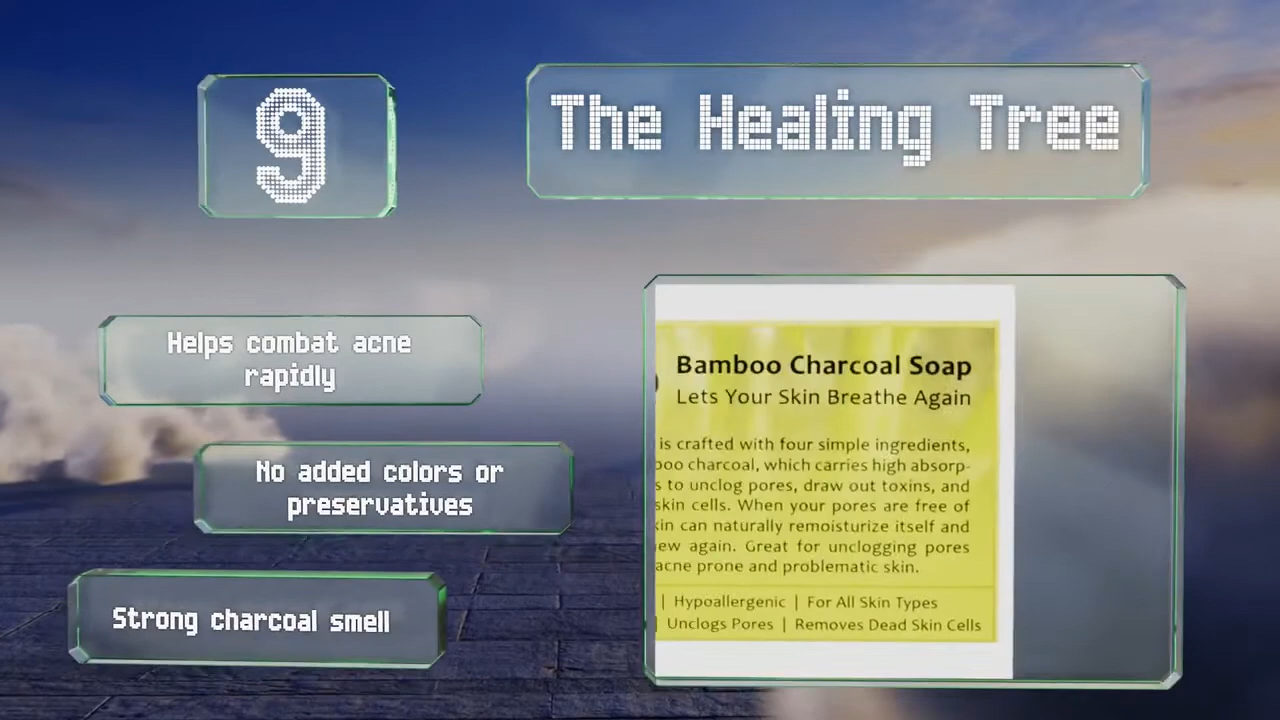 9
The Healing Tree
Helps combat acne
rapidly
No added colors or
preservatives
Strong charcoal smell
Bamboo Charcoal Soap
Lets Your Skin Breathe Again
is crafted with four simple ingredients,
charcoal, which carries high absorp-
to unclog pores, draw out toxins, and
skin cells. When your pores are free of
can naturally remoisturize itself and
again. Great for unclogging pores
acne prone and problematic skin.
| Hypoallergenic | For All Skin Types
| Unclogs Pores | Removes Dead Skin Cells